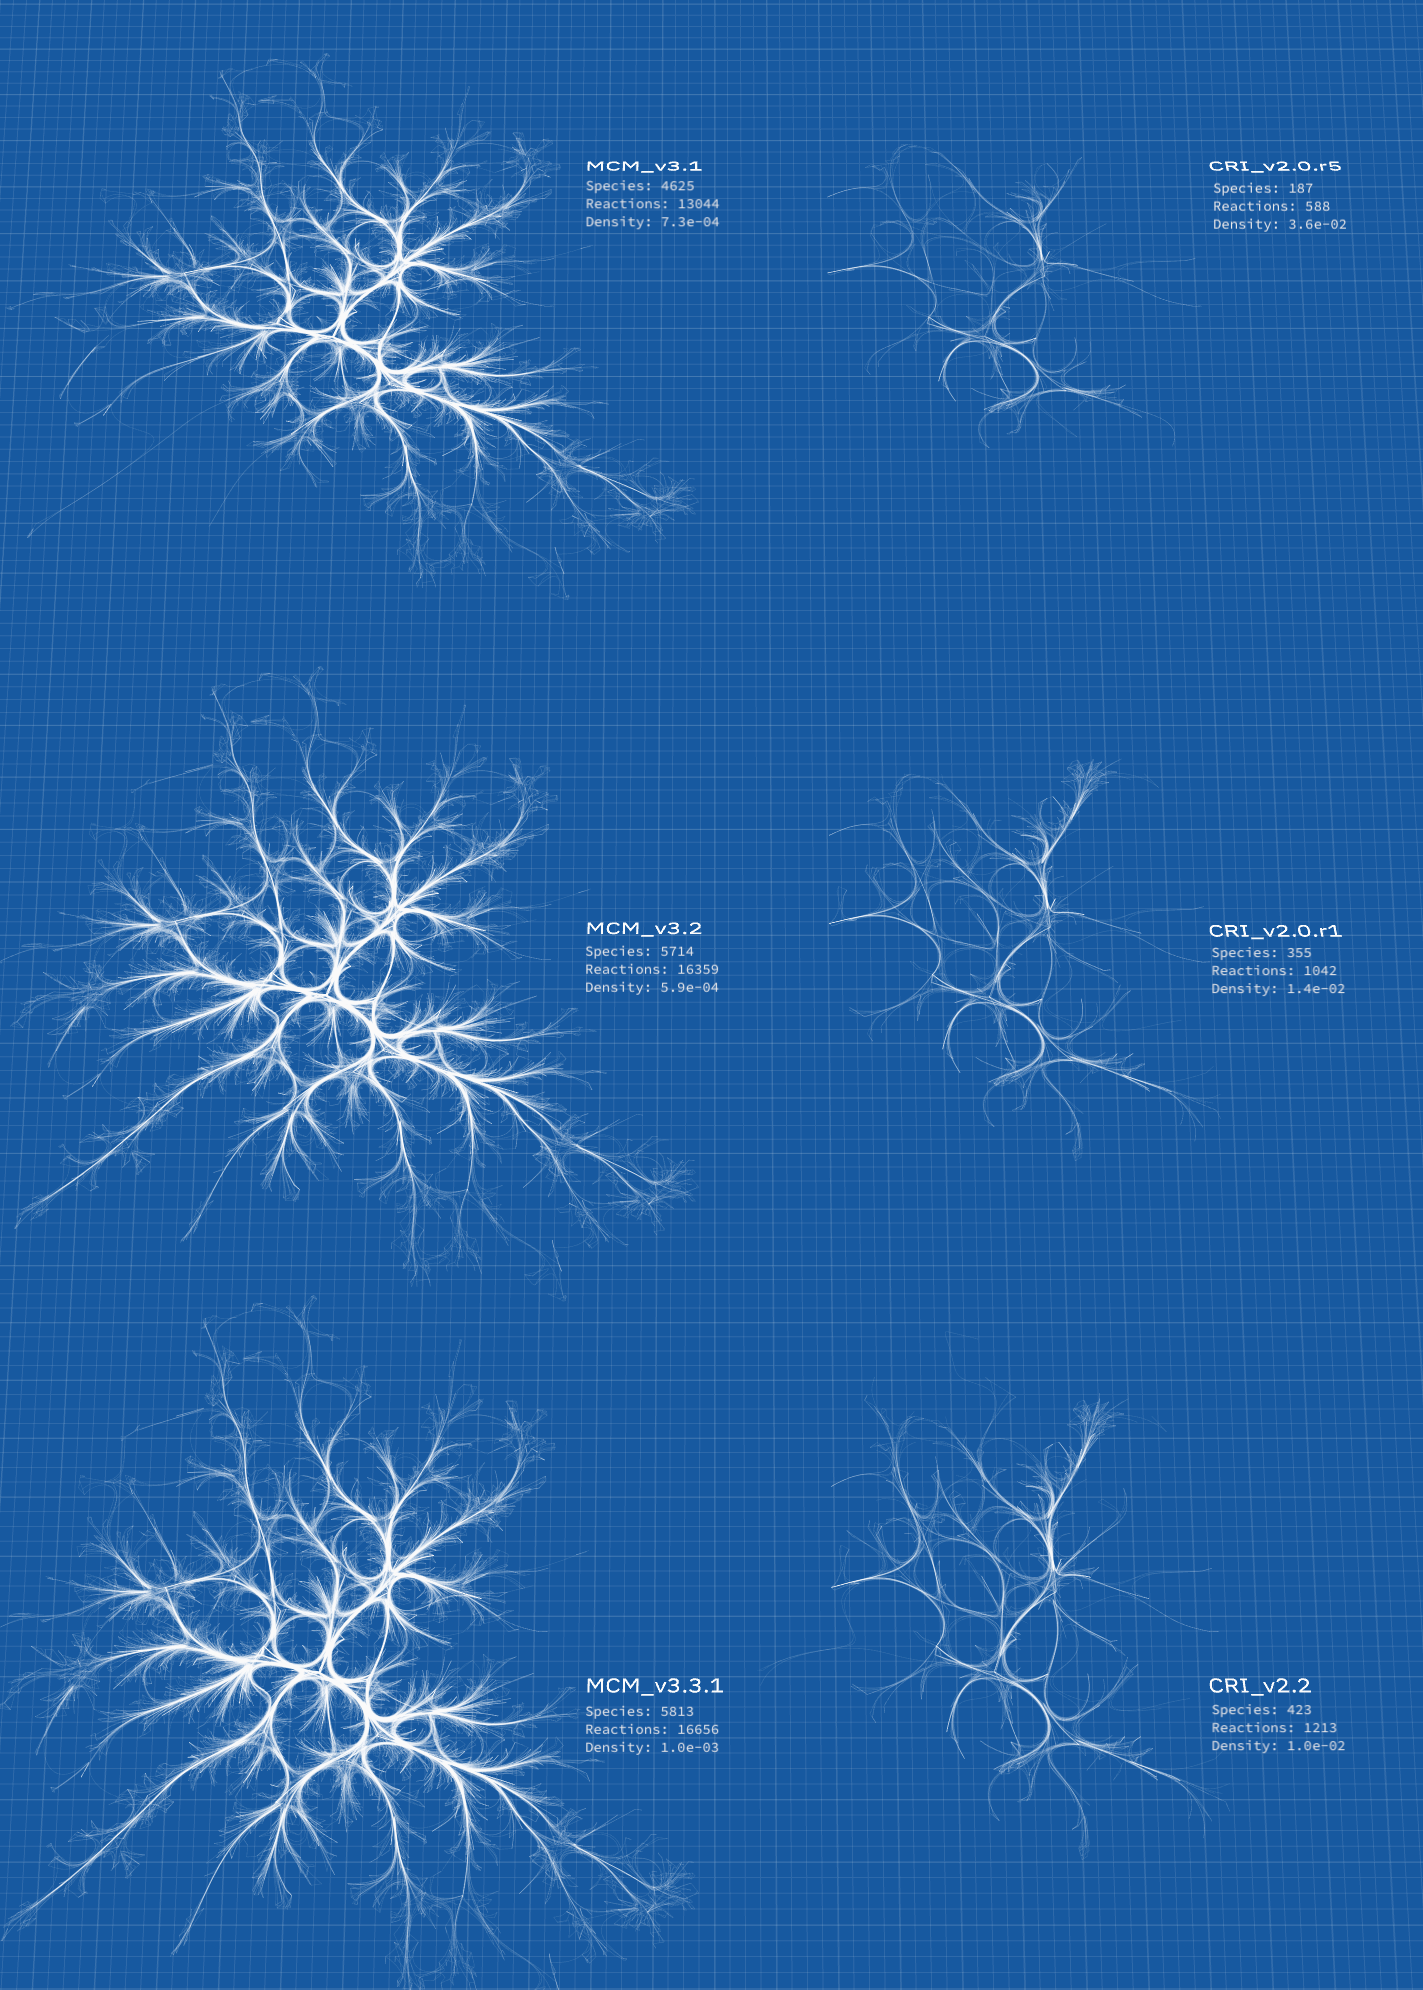 MCM_v3.1
Species: 4625
Reactions: 13044
Density: 7.3e-04
CRI_v2.0.r5
Species: 187
Reactions: 588
Density: 3.6e-02
MCM_v3.2
Species: 5714
Reactions: 16359
Density: 5.9e-04
CRI_v2.0.r1
Species: 355
Reactions: 1042
Density: 1.4e-02
MCM_v3.3.1
Species: 5813
Reactions: 16656
Density: 1.0e-03
CRI_v2.2
Species: 423
Reactions: 1213
Density: 1.0e-02